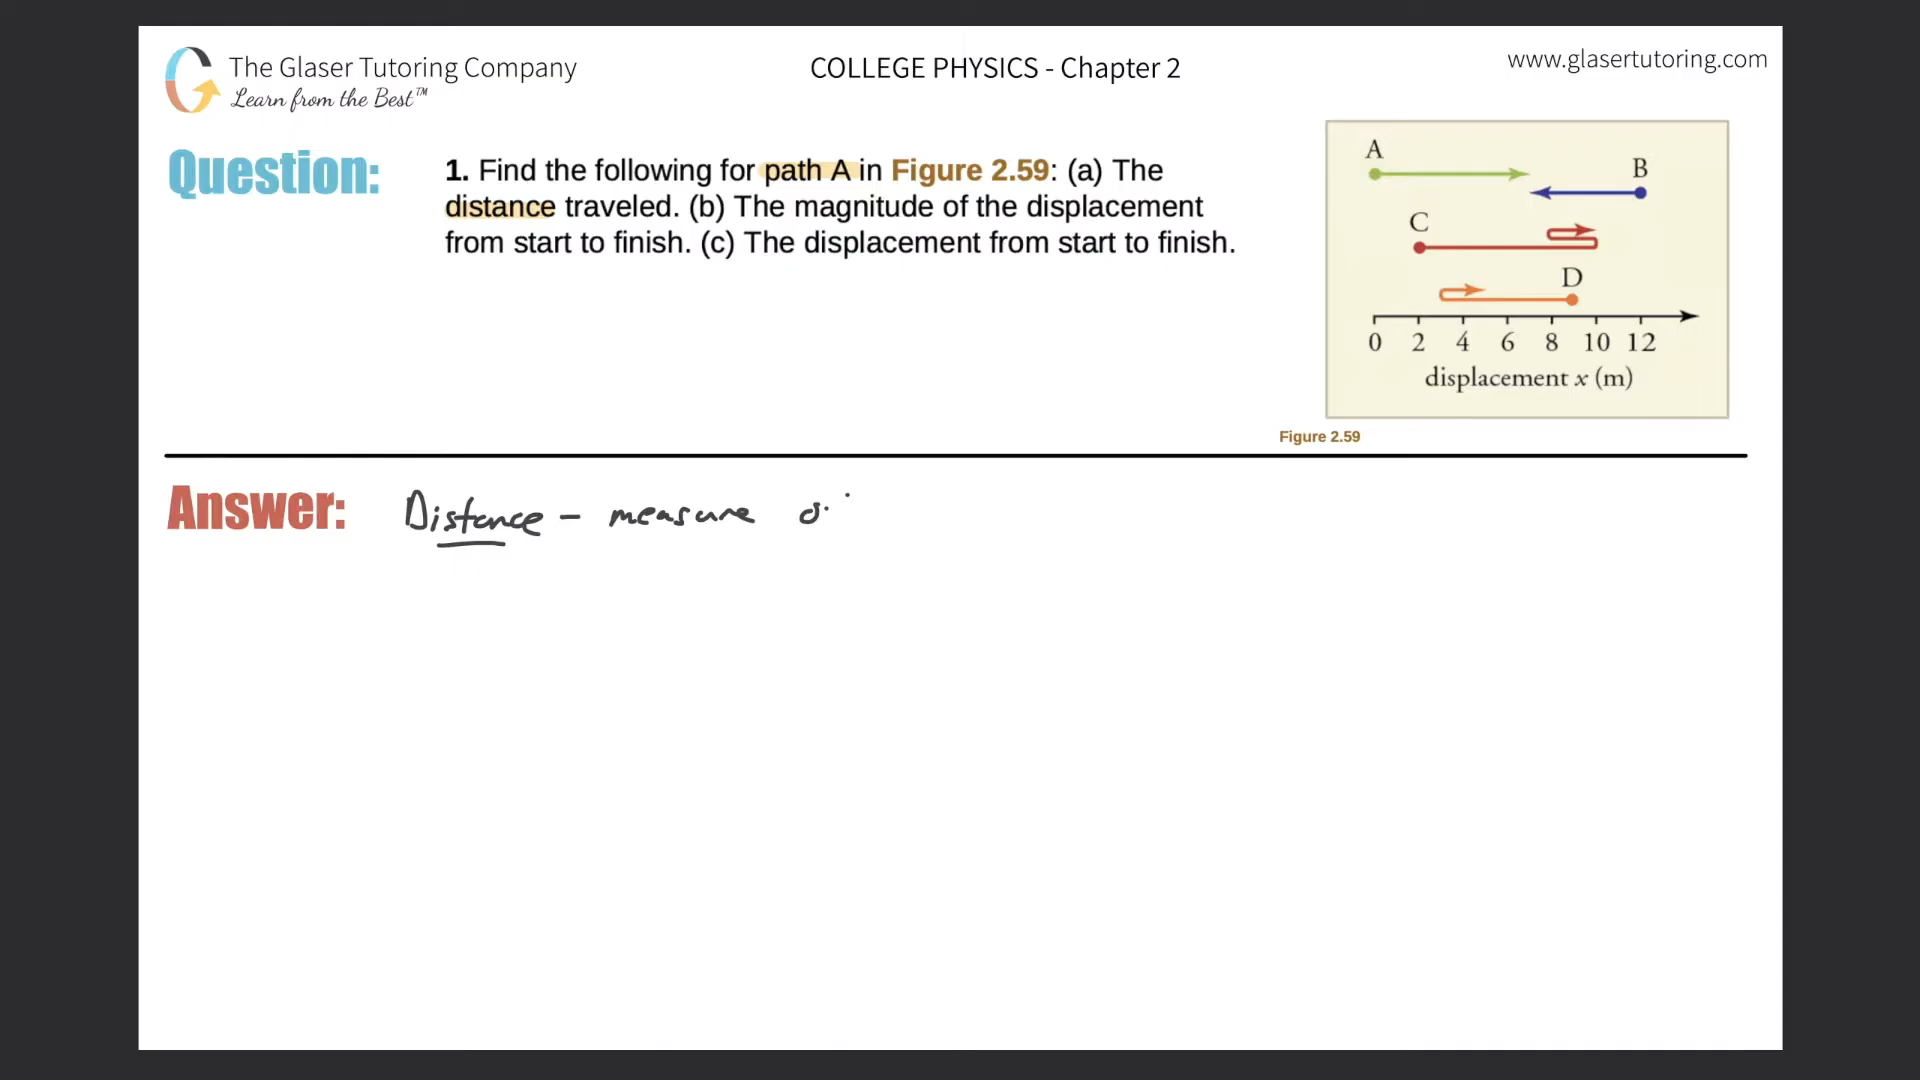 The Glaser Tutoring Company
Learn from the Best™
COLLEGE PHYSICS - Chapter 2
www.glasertutoring.com
Question:
1. Find the following for path A in Figure 2.59: (a) The
distance traveled. (b) The magnitude of the displacement
from start to finish. (c) The displacement from start to finish.
A
B
C
D
0 2 4 6 8 10 12
displacement x (m)
Figure 2.59
Answer:
Distance - measure